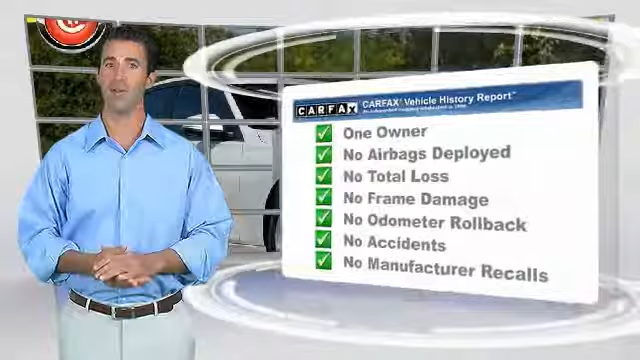 CARFAX
CARFAX Vehicle History Report™
One Owner
No Airbags Deployed
No Total Loss
No Frame Damage
No Odometer Rollback
No Accidents
No Manufacturer Recalls